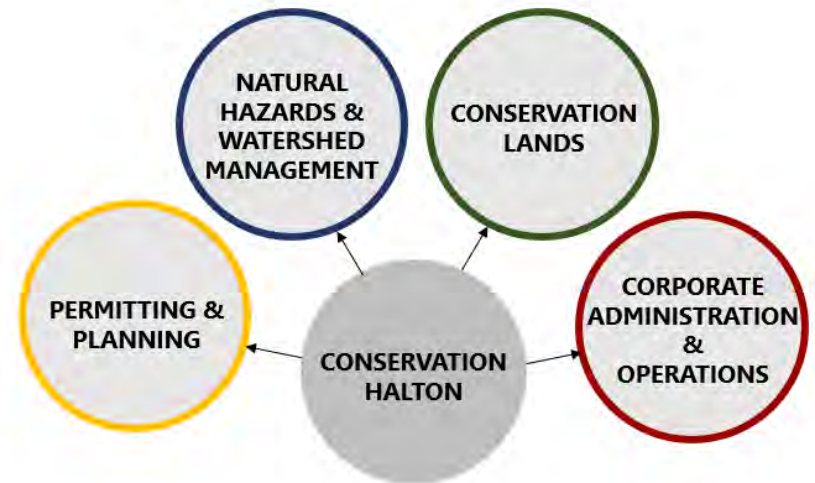 NATURAL
HAZARDS &
WATERSHED
MANAGEMENT
CONSERVATION
LANDS
PERMITTING &
PLANNING
CONSERVATION
HALTON
CORPORATE
ADMINISTRATION
&
OPERATIONS